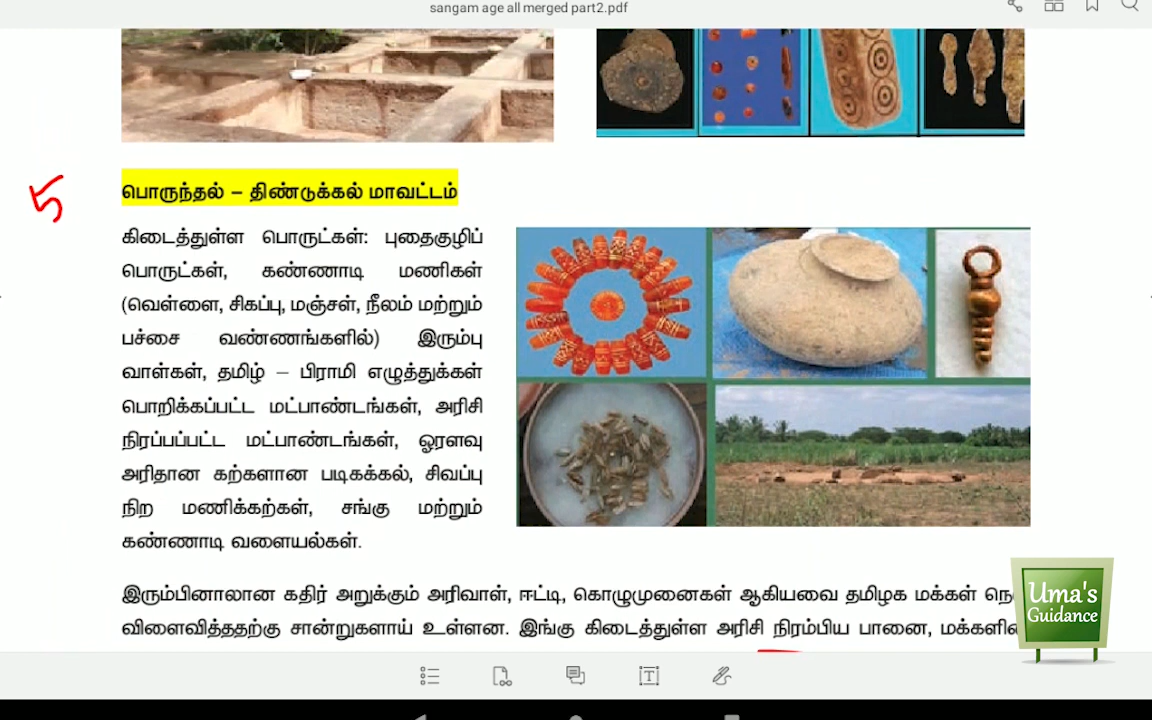 sangam age all merged part2.pdf
5
பொருந்தல் – திண்டுக்கல் மாவட்டம்
கிடைத்துள்ள பொருட்கள்: புதைகுழிப்
பொருட்கள், கண்ணாடி மணிகள்
(வெள்ளை, சிகப்பு, மஞ்சள், நீலம் மற்றும்
பச்சை வண்ணங்களில்) இரும்பு
வாள்கள், தமிழ் – பிராமி எழுத்துக்கள்
பொறிக்கப்பட்ட மட்பாண்டங்கள், அரிசி
நிரப்பப்பட்ட மட்பாண்டங்கள், ஓரளவு
அரிதான கற்களான படிகக்கல், சிவப்பு
நிற மணிக்கற்கள், சங்கு மற்றும்
கண்ணாடி வளையல்கள்.
இரும்பினாலான கதிர் அறுக்கும் அரிவாள், ஈட்டி, கொழுமுனைகள் ஆகியவை தமிழக மக்கள்
விளைவித்ததற்கு சான்றுகளாய் உள்ளன. இங்கு கிடைத்துள்ள அரிசி நிரம்பிய பானை,
Uma's
Guidance